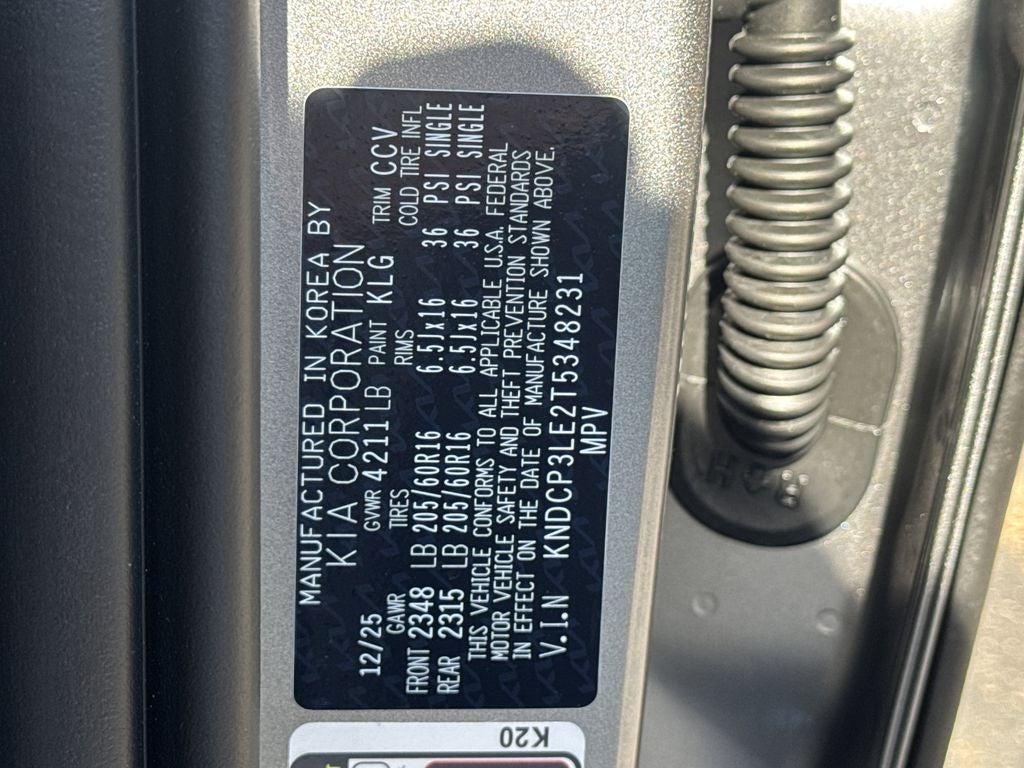 MANUFACTURED IN KOREA BY
KIA CORPORATION
12/25 GVWR 4211 LB PAINT KLG TRIM CCV
GAWR TIRES RIMS COLD TIRE INFL
FRONT 2348 LB 205/60R16 6.5Jx16 36 PSI SINGLE
REAR 2315 LB 205/60R16 6.5Jx16 36 PSI SINGLE
THIS VEHICLE CONFORMS TO ALL APPLICABLE U.S.A. FEDERAL
MOTOR VEHICLE SAFETY AND THEFT PREVENTION STANDARDS
IN EFFECT ON THE DATE OF MANUFACTURE SHOWN ABOVE.
V.I.N KNDCP3LE2T5348231
MPV
K20